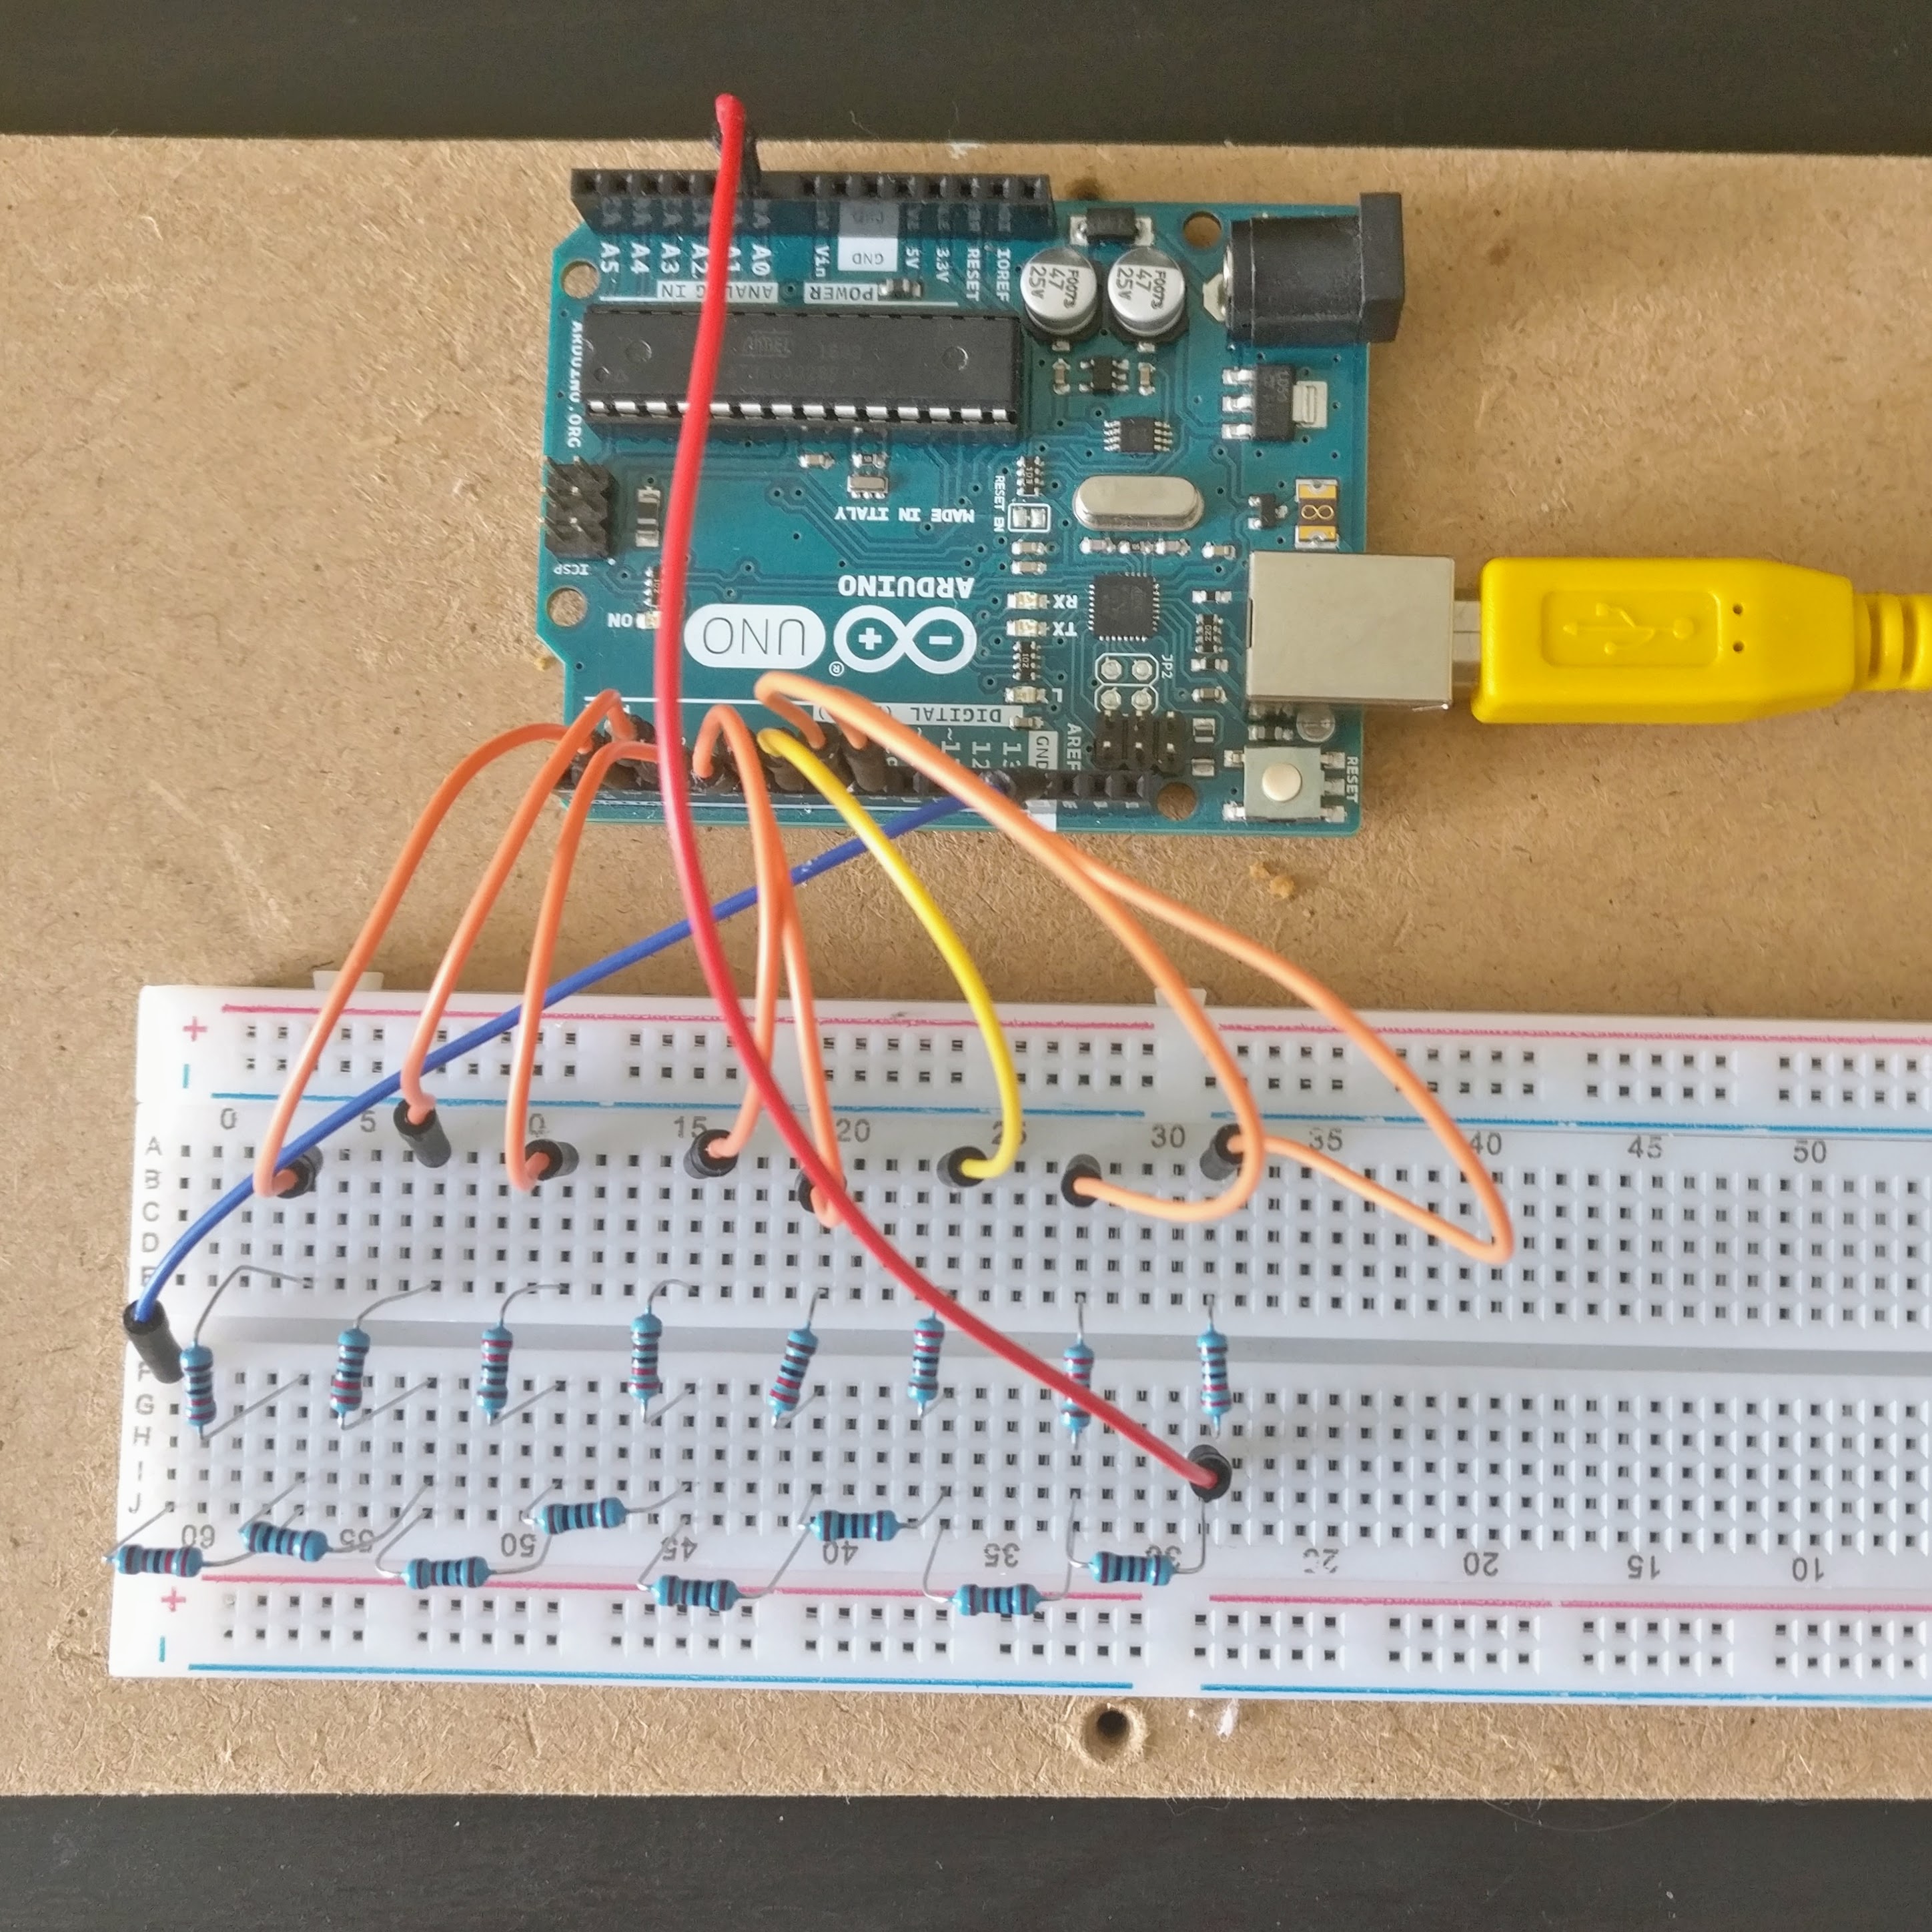 A5 A4 A3 A2 A1 A0 Vin GND 5V 3.3V RESET IOREF
ANALOG IN
POWER
F0073
47
25V
F0073
47
25V
ARDUINO.ORG
ICSP
MADE IN ITALY
RESET EN
ARDUINO
UNO
®
ON
RX
TX
L
JP2
DIGITAL
12 13 GND AREF
RESET
+
0 5 15 20 25 30 35 40 45 50
A
B
C
D
E
F
G
H
I
J
60 55 50 45 40 35 30 25 20 15 10
+